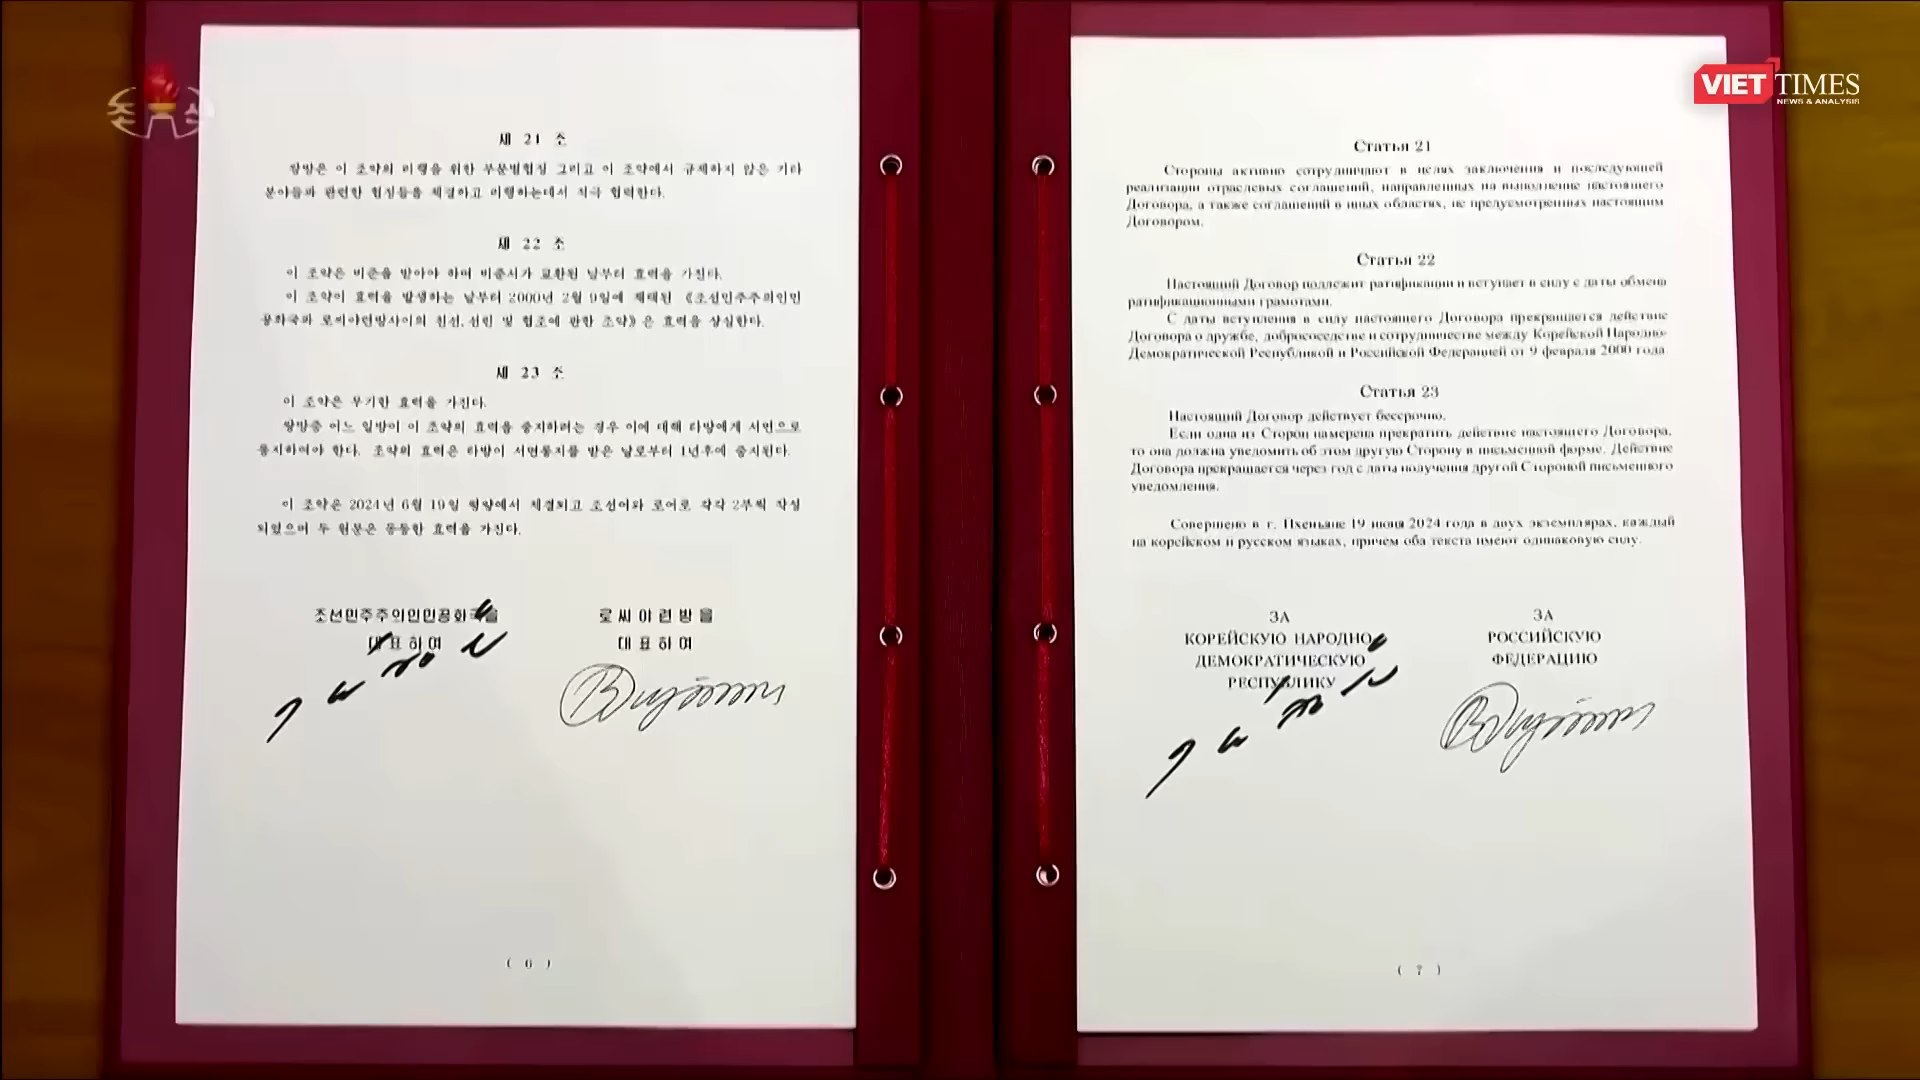 조선
VIET TIMES
NEWS & ANALYSIS
제 21 조
쌍방은 이 조약의 리행을 위한 부문별협정 그리고 이 조약에서 규제하지 않은 기타
분야들과 관련한 협정들을 체결하고 리행하는데서 적극 협력한다.
제 22 조
이 조약은 비준을 받아야 하며 비준서가 교환된 날부터 효력을 가진다.
이 조약이 효력을 발생하는 날부터 2000년 2월 9일에 채택된 《조선민주주의인민
공화국과 로씨야련방사이의 친선, 선린 및 협조에 관한 조약》은 효력을 상실한다.
제 23 조
이 조약은 무기한 효력을 가진다.
쌍방중 어느 일방이 이 조약의 효력을 중지하려는 경우 이에 대해 타방에게 서면으로
통지하여야 한다. 조약의 효력은 타방이 서면통지를 받은 날로부터 1년후에 중지된다.
이 조약은 2024년 6월 19일 평양에서 체결되고 조선어와 로어로 각각 2부씩 작성
되였으며 두 원문은 동등한 효력을 가진다.
조선민주주의인민공화국을
대표하여
로씨야련방을
대표하여
( 6 )
Статья 21
Стороны активно сотрудничают в целях заключения и последующей
реализации отраслевых соглашений, направленных на выполнение настоящего
Договора, а также соглашений в иных областях, не предусмотренных настоящим
Договором.
Статья 22
Настоящий Договор подлежит ратификации и вступает в силу с даты обмена
ратификационными грамотами.
С даты вступления в силу настоящего Договора прекращается действие
Договора о дружбе, добрососедстве и сотрудничестве между Корейской Народно-
Демократической Республикой и Российской Федерацией от 9 февраля 2000 года.
Статья 23
Настоящий Договор действует бессрочно.
Если одна из Сторон намерена прекратить действие настоящего Договора,
то она должна уведомить об этом другую Сторону в письменной форме. Действие
Договора прекращается через год с даты получения другой Стороной письменного
уведомления.
Совершено в г. Пхеньяне 19 июня 2024 года в двух экземплярах, каждый
на корейском и русском языках, причем оба текста имеют одинаковую силу.
ЗА
КОРЕЙСКУЮ НАРОДНО-
ДЕМОКРАТИЧЕСКУЮ
РЕСПУБЛИКУ
ЗА
РОССИЙСКУЮ
ФЕДЕРАЦИЮ
( 7 )